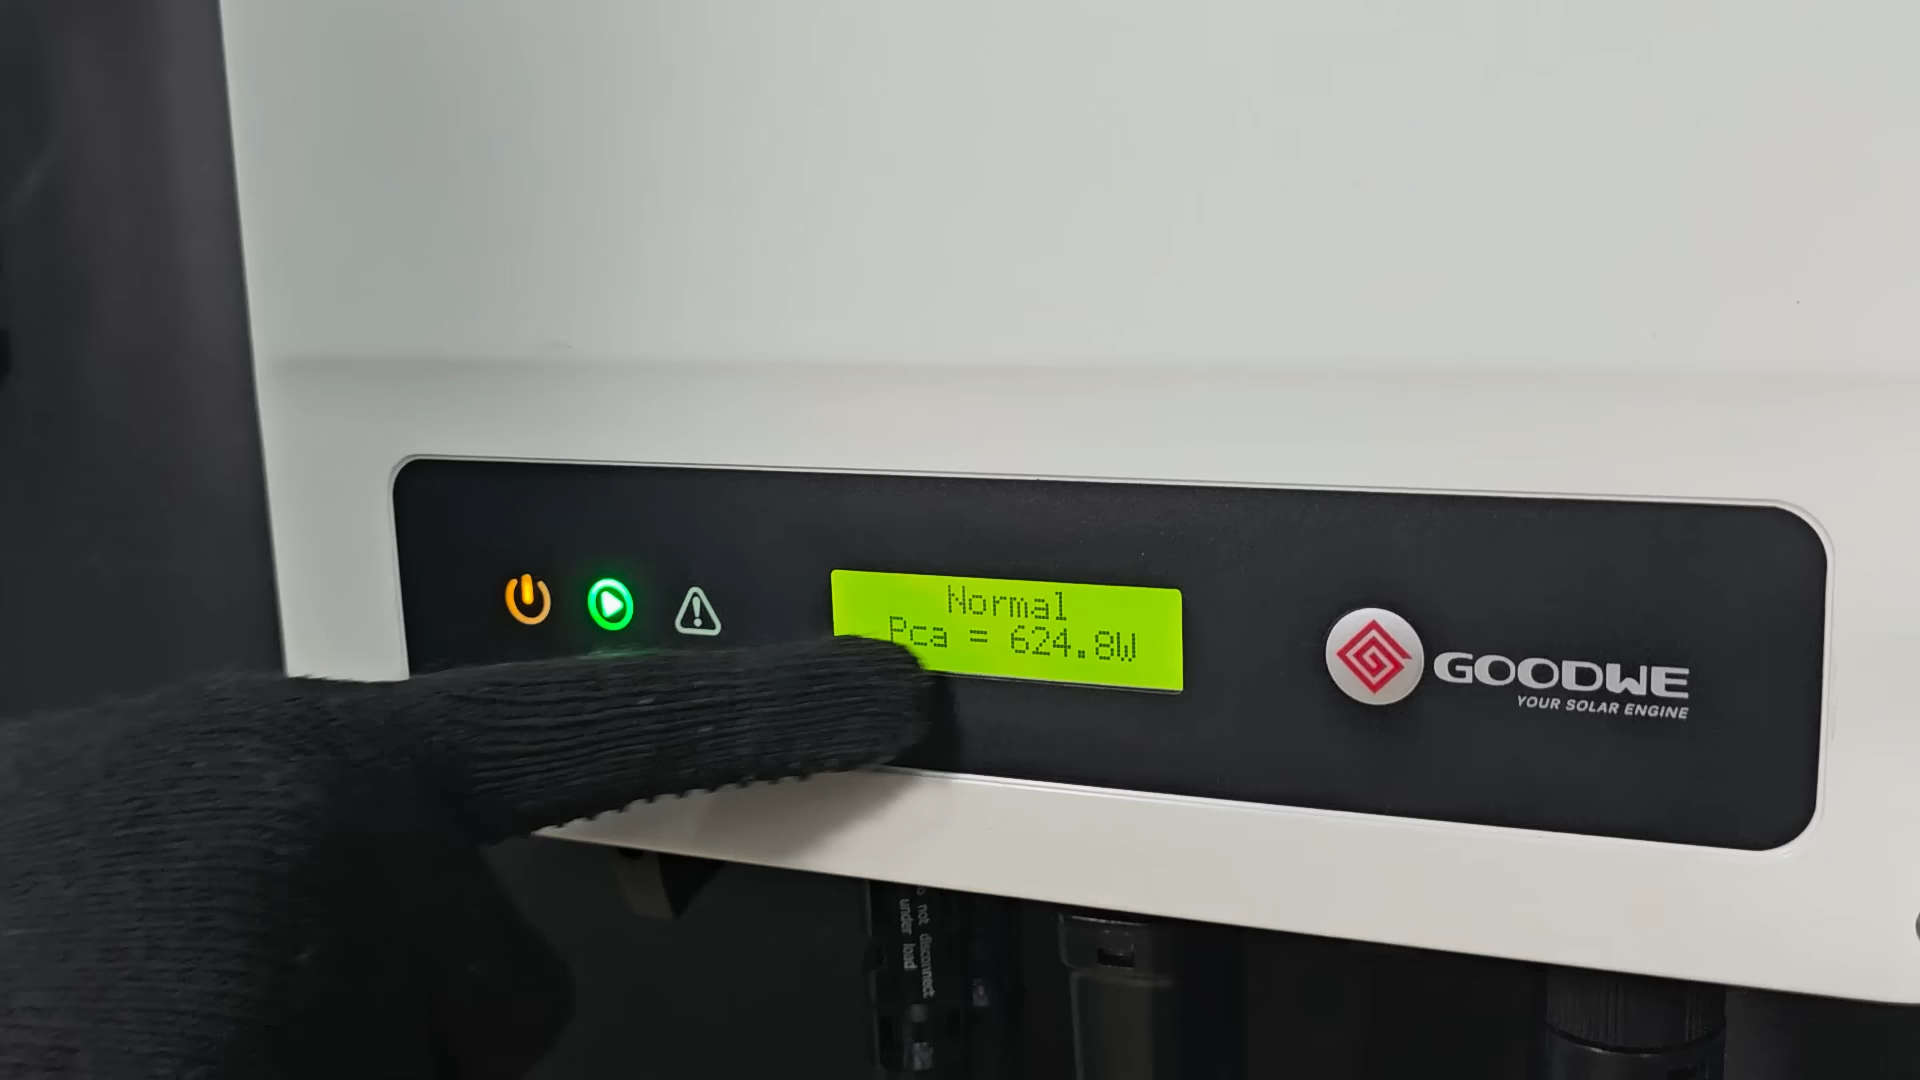 Normal
Pca = 624.8W
GOODWE
YOUR SOLAR ENGINE
not disconnect
under load